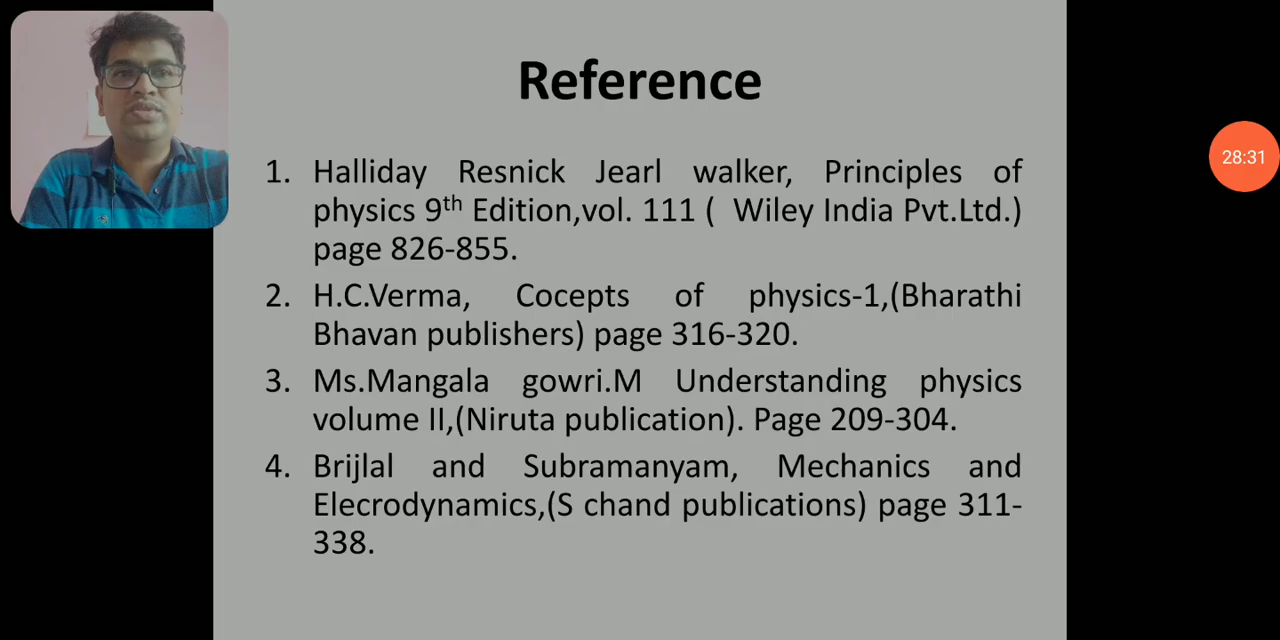 Reference
1. Halliday Resnick Jearl walker, Principles of
physics 9th Edition,vol. 111 ( Wiley India Pvt.Ltd.)
page 826-855.
2. H.C.Verma, Cocepts of physics-1,(Bharathi
Bhavan publishers) page 316-320.
3. Ms.Mangala gowri.M Understanding physics
volume II,(Niruta publication). Page 209-304.
4. Brijlal and Subramanyam, Mechanics and
Elecrodynamics,(S chand publications) page 311-
338.
28:31